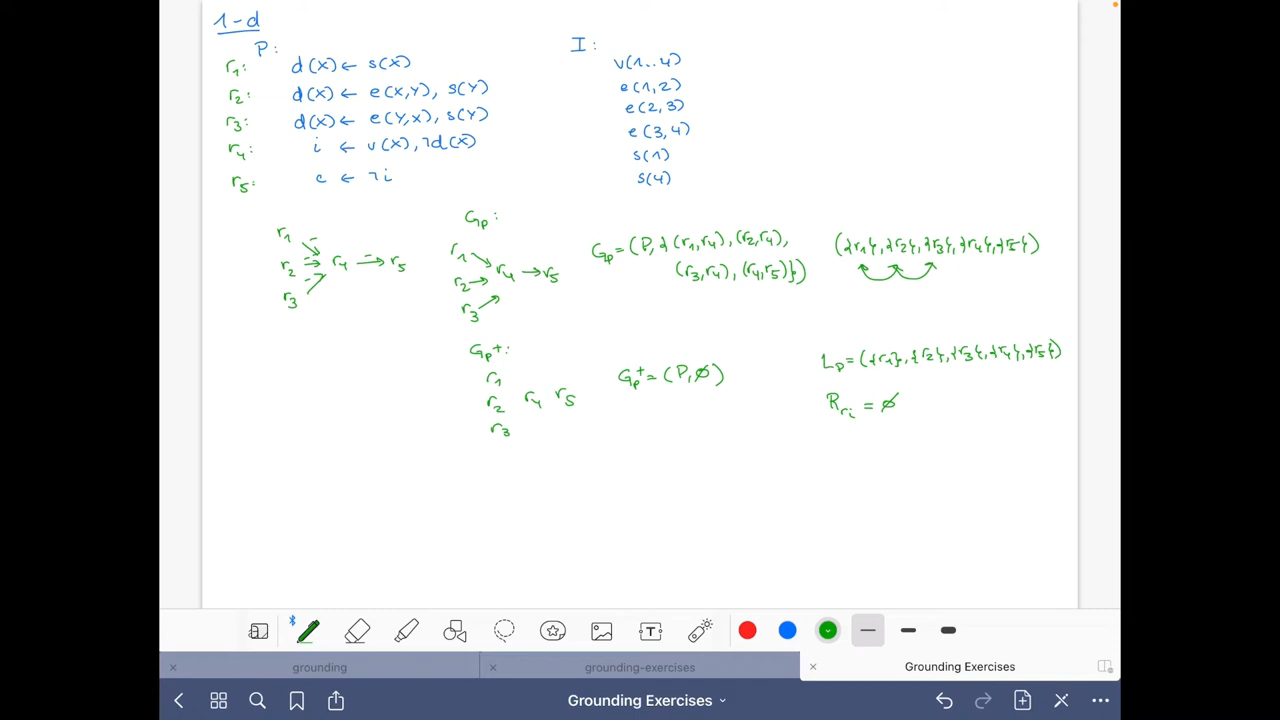 1-d
P:
r1: d(X) ← s(X)
r2: d(X) ← e(X,Y), s(Y)
r3: d(X) ← e(Y,X), s(Y)
r4: i ← v(X), ¬d(X)
r5: c ← ¬i
I:
v(1..4)
e(1,2)
e(2,3)
e(3,4)
s(1)
s(4)
r1 -
r2 - r4 - r5
r3 -
Gp:
r1
r2 → r4 → r5
r3
Gp = (P, {(r1,r4), (r2,r4),
(r3,r4), (r4,r5)})
({r1}, {r2}, {r3}, {r4}, {r5})
Gp+:
r1
r2 r4 r5
r3
Gp+ = (P, ∅)
Lp = ({r1}, {r2}, {r3}, {r4}, {r5})
Rri = ∅
grounding
grounding-exercises
Grounding Exercises
Grounding Exercises